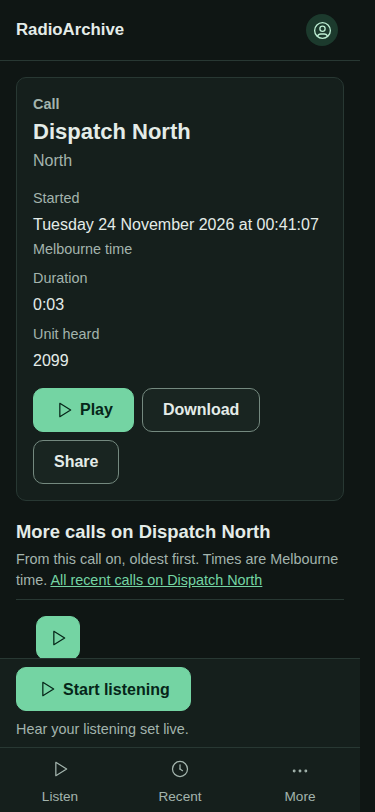 RadioArchive
Call
Dispatch North
North
Started
Tuesday 24 November 2026 at 00:41:07
Melbourne time
Duration
0:03
Unit heard
2099
Play
Download
Share
More calls on Dispatch North
From this call on, oldest first. Times are Melbourne
time. All recent calls on Dispatch North
Start listening
Hear your listening set live.
Listen
Recent
More